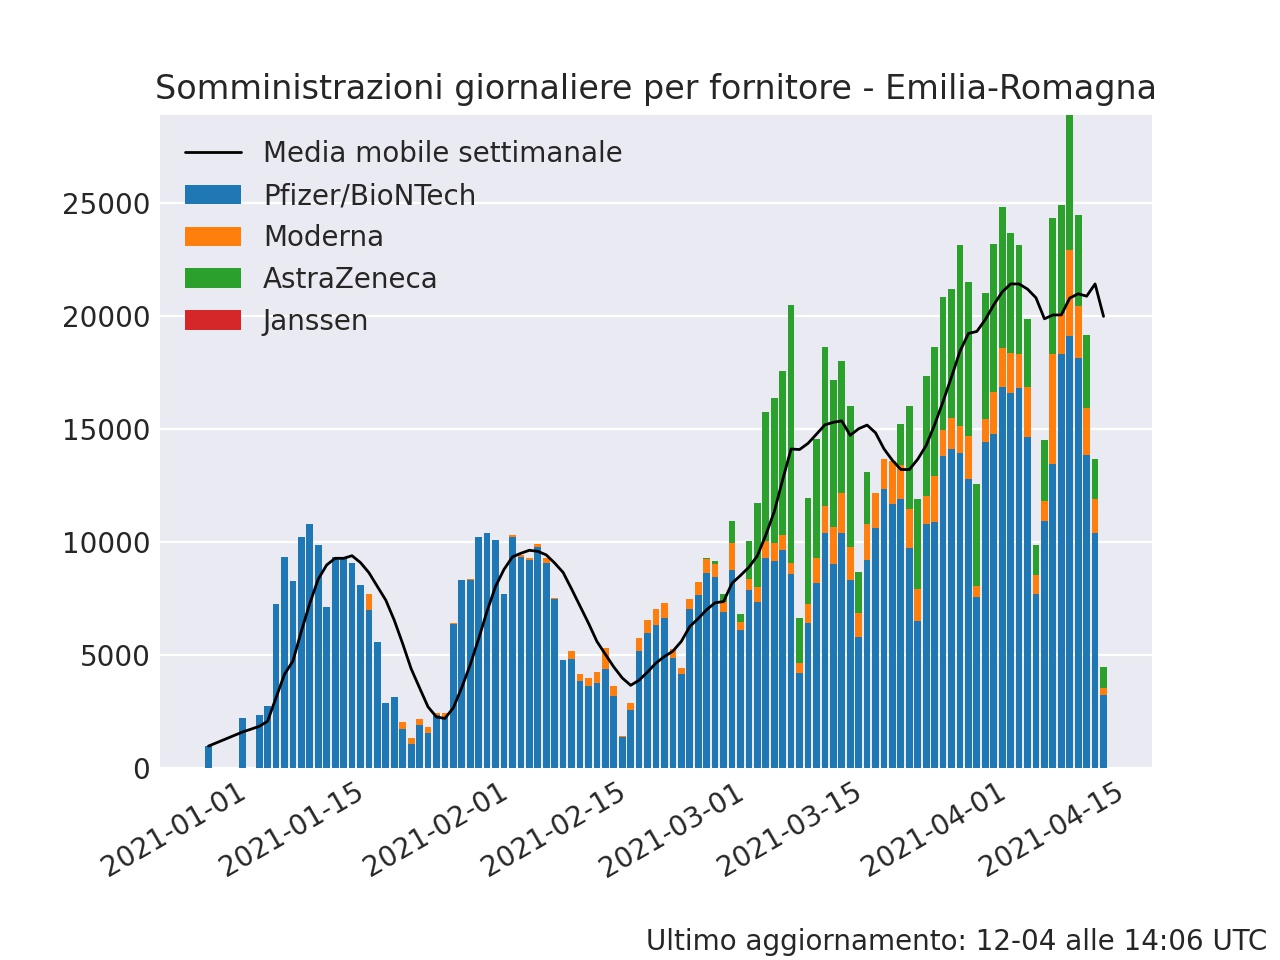 Somministrazioni giornaliere per fornitore - Emilia-Romagna
Media mobile settimanale
Pfizer/BioNTech
Moderna
AstraZeneca
Janssen
25000
20000
15000
10000
5000
0
2021-01-01
2021-01-15
2021-02-01
2021-02-15
2021-03-01
2021-03-15
2021-04-01
2021-04-15
Ultimo aggiornamento: 12-04 alle 14:06 UTC